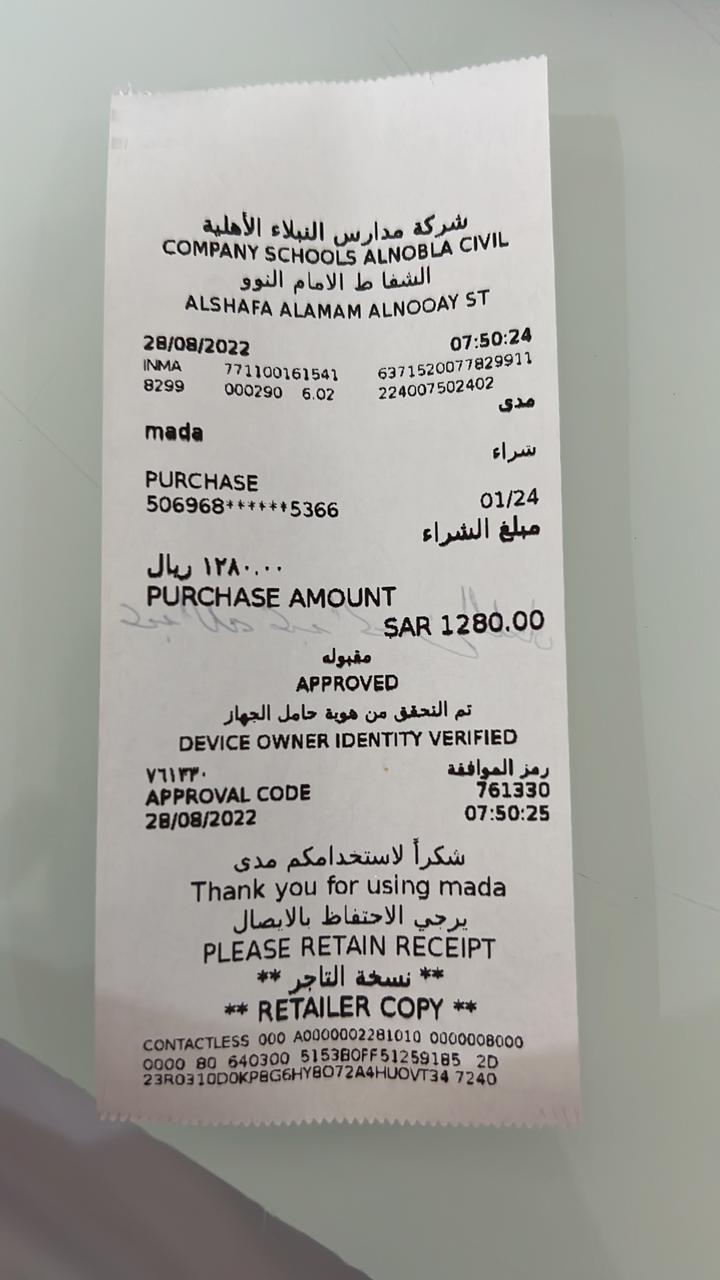 شركة مدارس النبلاء الأهلية
COMPANY SCHOOLS ALNOBLA CIVIL
الشفا ط الامام النوو
ALSHAFA ALAMAM ALNOOAY ST
28/08/2022 07:50:24
INMA 771100161541 6371520077829911
8299 000290 6.02 224007502402
مدى
mada
شراء
PURCHASE
506968******5366 01/24
مبلغ الشراء
١٢٨٠.٠٠ ريال
PURCHASE AMOUNT
SAR 1280.00
مقبوله
APPROVED
تم التحقق من هوية حامل الجهاز
DEVICE OWNER IDENTITY VERIFIED
رمز الموافقة ٧٦١٣٣٠
APPROVAL CODE 761330
28/08/2022 07:50:25
شكراً لاستخدامكم مدى
Thank you for using mada
يرجي الاحتفاظ بالايصال
PLEASE RETAIN RECEIPT
** نسخة التاجر **
** RETAILER COPY **
CONTACTLESS 000 A0000002281010 0000008000
0000 80 640300 5153B0FF51259185 2D
23R0310D0KPBG6HYBO72A4HUOVT34 7240